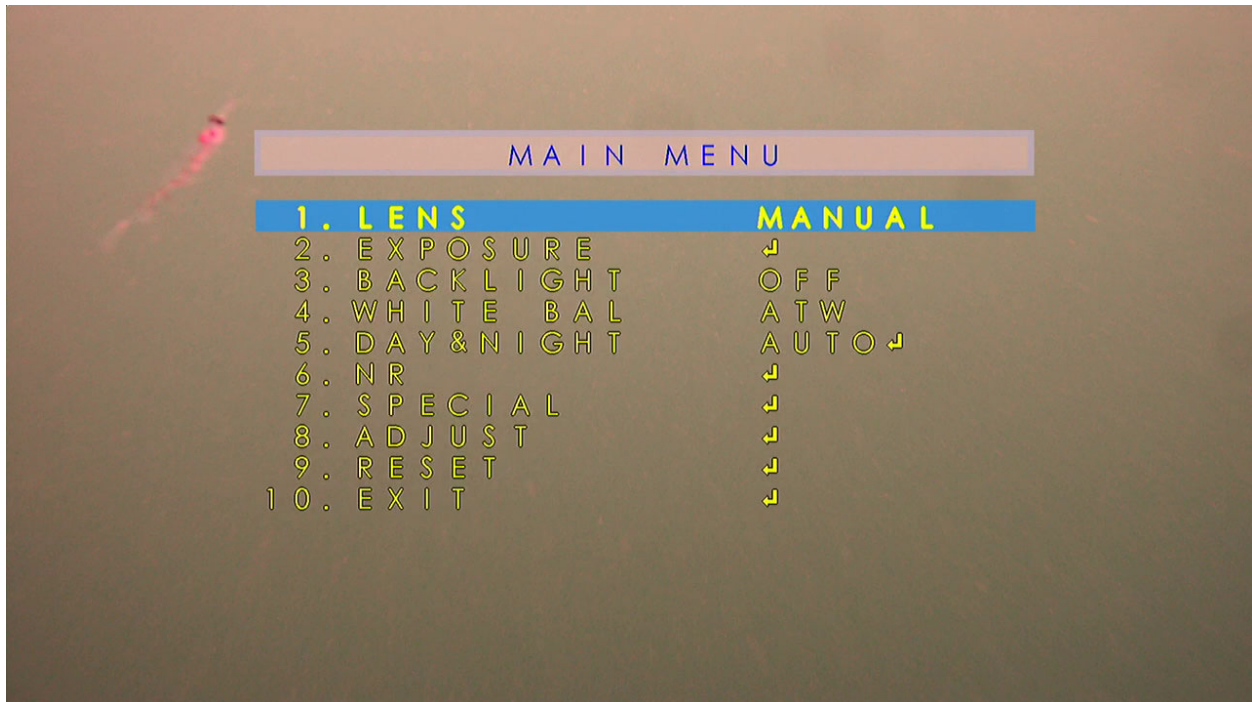 MAIN MENU
1. LENS MANUAL
2. EXPOSURE ↲
3. BACKLIGHT OFF
4. WHITE BAL ATW
5. DAY&NIGHT AUTO↲
6. NR ↲
7. SPECIAL ↲
8. ADJUST ↲
9. RESET ↲
10. EXIT ↲